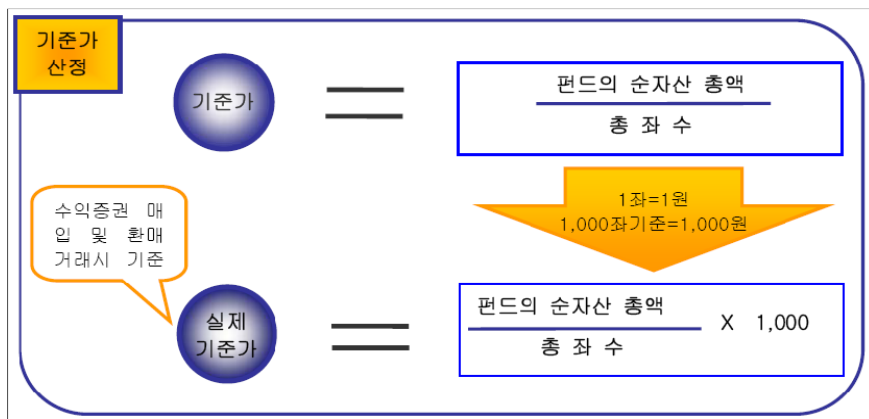 기준가
산정
기준가
펀드의 순자산 총액
총 좌 수
수익증권 매
입 및 환매
거래시 기준
1좌=1원
1,000좌기준=1,000원
실제
기준가
펀드의 순자산 총액
X 1,000
총 좌 수